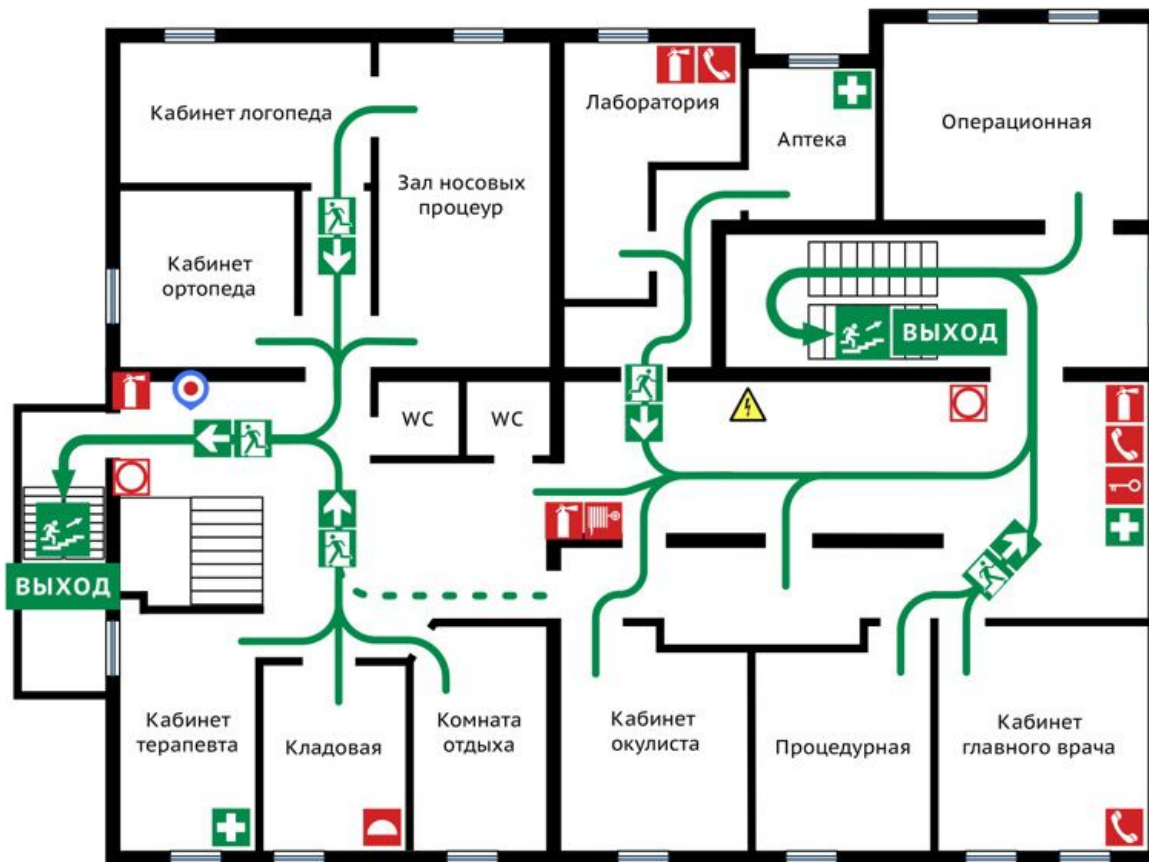 Кабинет логопеда
Зал носовых
процеур
Лаборатория
Аптека
Операционная
Кабинет
ортопеда
ВЫХОД
WC
WC
ВЫХОД
Кабинет
терапевта
Кладовая
Комната
отдыха
Кабинет
окулиста
Процедурная
Кабинет
главного врача